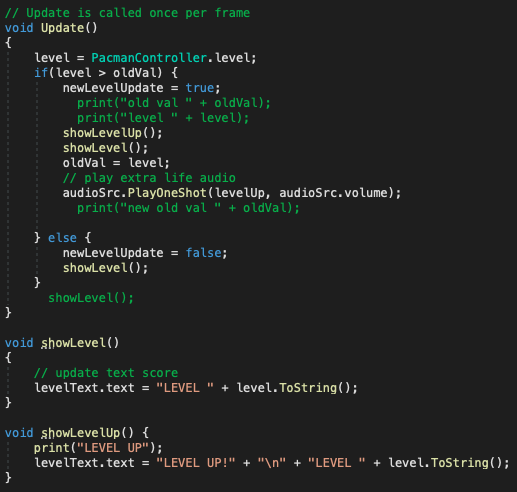 // Update is called once per frame
void Update()
{
level = PacmanController.level;
if(level > oldVal) {
newLevelUpdate = true;
print("old val " + oldVal);
print("level " + level);
showLevelUp();
showLevel();
oldVal = level;
// play extra life audio
audioSrc.PlayOneShot(levelUp, audioSrc.volume);
print("new old val " + oldVal);
} else {
newLevelUpdate = false;
showLevel();
}
showLevel();
}
void showLevel()
{
// update text score
levelText.text = "LEVEL " + level.ToString();
}
void showLevelUp() {
print("LEVEL UP");
levelText.text = "LEVEL UP!" + "\n" + "LEVEL " + level.ToString();
}